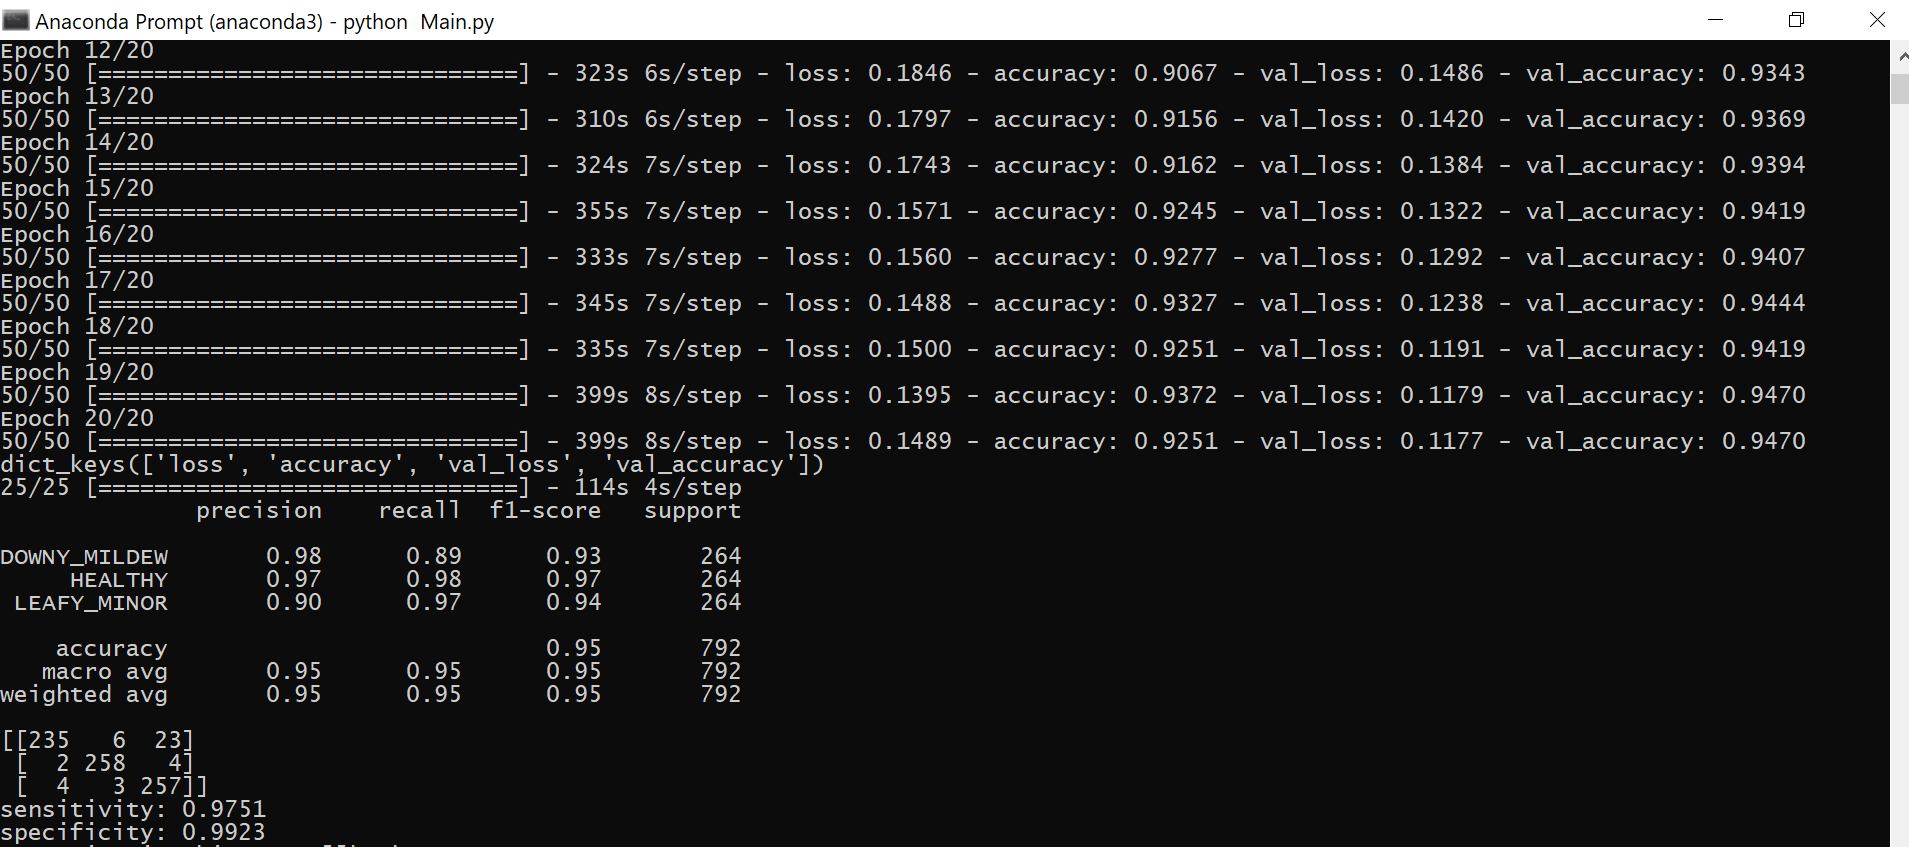 Anaconda Prompt (anaconda3) - python  Main.py
Epoch 12/20
50/50 [==============================] - 323s 6s/step - loss: 0.1846 - accuracy: 0.9067 - val_loss: 0.1486 - val_accuracy: 0.9343
Epoch 13/20
50/50 [==============================] - 310s 6s/step - loss: 0.1797 - accuracy: 0.9156 - val_loss: 0.1420 - val_accuracy: 0.9369
Epoch 14/20
50/50 [==============================] - 324s 7s/step - loss: 0.1743 - accuracy: 0.9162 - val_loss: 0.1384 - val_accuracy: 0.9394
Epoch 15/20
50/50 [==============================] - 355s 7s/step - loss: 0.1571 - accuracy: 0.9245 - val_loss: 0.1322 - val_accuracy: 0.9419
Epoch 16/20
50/50 [==============================] - 333s 7s/step - loss: 0.1560 - accuracy: 0.9277 - val_loss: 0.1292 - val_accuracy: 0.9407
Epoch 17/20
50/50 [==============================] - 345s 7s/step - loss: 0.1488 - accuracy: 0.9327 - val_loss: 0.1238 - val_accuracy: 0.9444
Epoch 18/20
50/50 [==============================] - 335s 7s/step - loss: 0.1500 - accuracy: 0.9251 - val_loss: 0.1191 - val_accuracy: 0.9419
Epoch 19/20
50/50 [==============================] - 399s 8s/step - loss: 0.1395 - accuracy: 0.9372 - val_loss: 0.1179 - val_accuracy: 0.9470
Epoch 20/20
50/50 [==============================] - 399s 8s/step - loss: 0.1489 - accuracy: 0.9251 - val_loss: 0.1177 - val_accuracy: 0.9470
dict_keys(['loss', 'accuracy', 'val_loss', 'val_accuracy'])
25/25 [==============================] - 114s 4s/step
              precision    recall  f1-score   support
DOWNY_MILDEW       0.98      0.89      0.93       264
     HEALTHY       0.97      0.98      0.97       264
 LEAFY_MINOR       0.90      0.97      0.94       264
    accuracy                           0.95       792
   macro avg       0.95      0.95      0.95       792
weighted avg       0.95      0.95      0.95       792
[[235   6  23]
 [  2 258   4]
 [  4   3 257]]
sensitivity: 0.9751
specificity: 0.9923